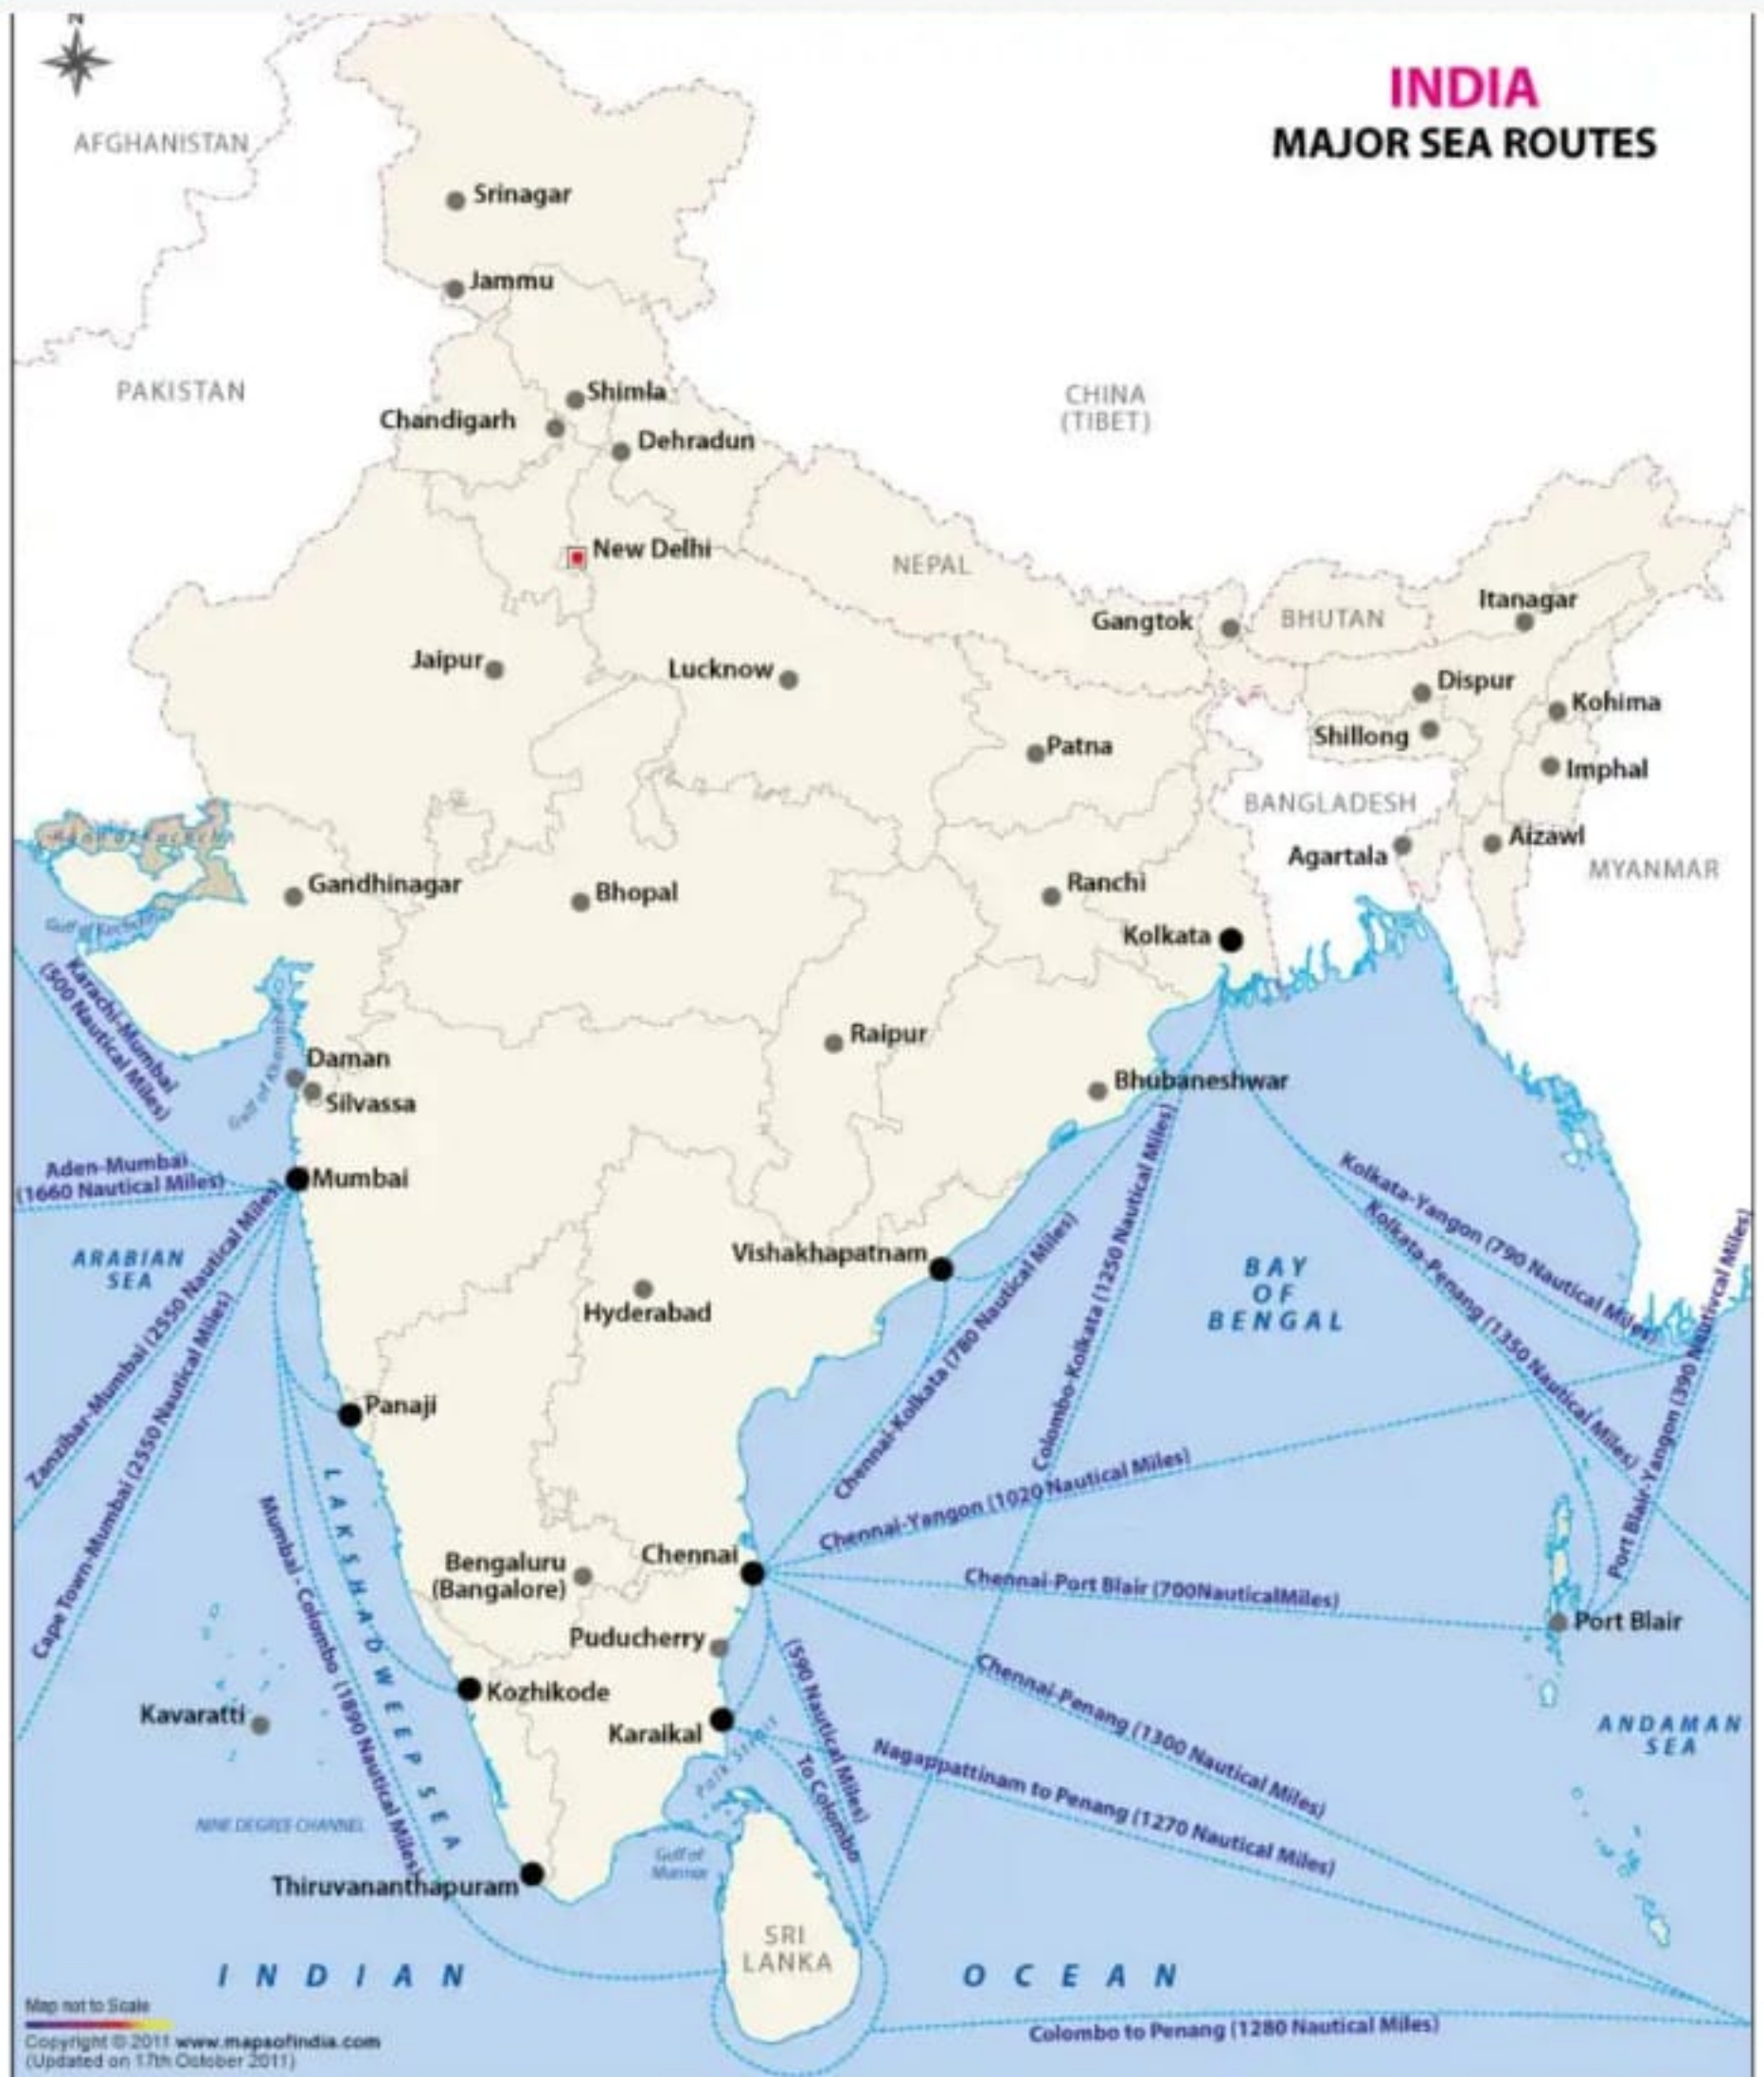 N
INDIA
MAJOR SEA ROUTES
AFGHANISTAN
Srinagar
Jammu
PAKISTAN
Shimla
CHINA
(TIBET)
Chandigarh
Dehradun
New Delhi
NEPAL
Gangtok
BHUTAN
Itanagar
Jaipur
Lucknow
Dispur
Kohima
Shillong
Patna
Imphal
BANGLADESH
Agartala
Aizawl
MYANMAR
Gandhinagar
Bhopal
Ranchi
Kolkata
Gulf of Kachchh
Karachi-Mumbai
(500 Nautical Miles)
Gulf of Khambhat
Raipur
Daman
Silvassa
Bhubaneshwar
Aden-Mumbai
(1660 Nautical Miles)
Mumbai
ARABIAN
SEA
Vishakhapatnam
Hyderabad
BAY
OF
BENGAL
Zanzibar-Mumbai (2550 Nautical Miles)
Cape Town-Mumbai (2550 Nautical Miles)
Chennai-Kolkata (780 Nautical Miles)
Colombo-Kolkata (1250 Nautical Miles)
Kolkata-Yangon (790 Nautical Miles)
Kolkata-Penang (1350 Nautical Miles)
Port Blair-Yangon (390 Nautivcal Miles)
Panaji
LAKSHADWEEP SEA
Mumbai - Colombo (1890 Nautical Miles)
Chennai-Yangon (1020 Nautical Miles)
Bengaluru
(Bangalore)
Chennai
Chennai-Port Blair (700NauticalMiles)
Port Blair
Puducherry
(590 Nautical Miles)
To Colombo
Chennai-Penang (1300 Nautical Miles)
Kozhikode
Kavaratti
Karaikal
Palk Strait
Nagappattinam to Penang (1270 Nautical Miles)
ANDAMAN
SEA
NINE DEGREE CHANNEL
Gulf of
Mannar
Thiruvananthapuram
SRI
LANKA
INDIAN OCEAN
Colombo to Penang (1280 Nautical Miles)
Map not to Scale
Copyright © 2011 www.mapsofindia.com
(Updated on 17th October 2011)